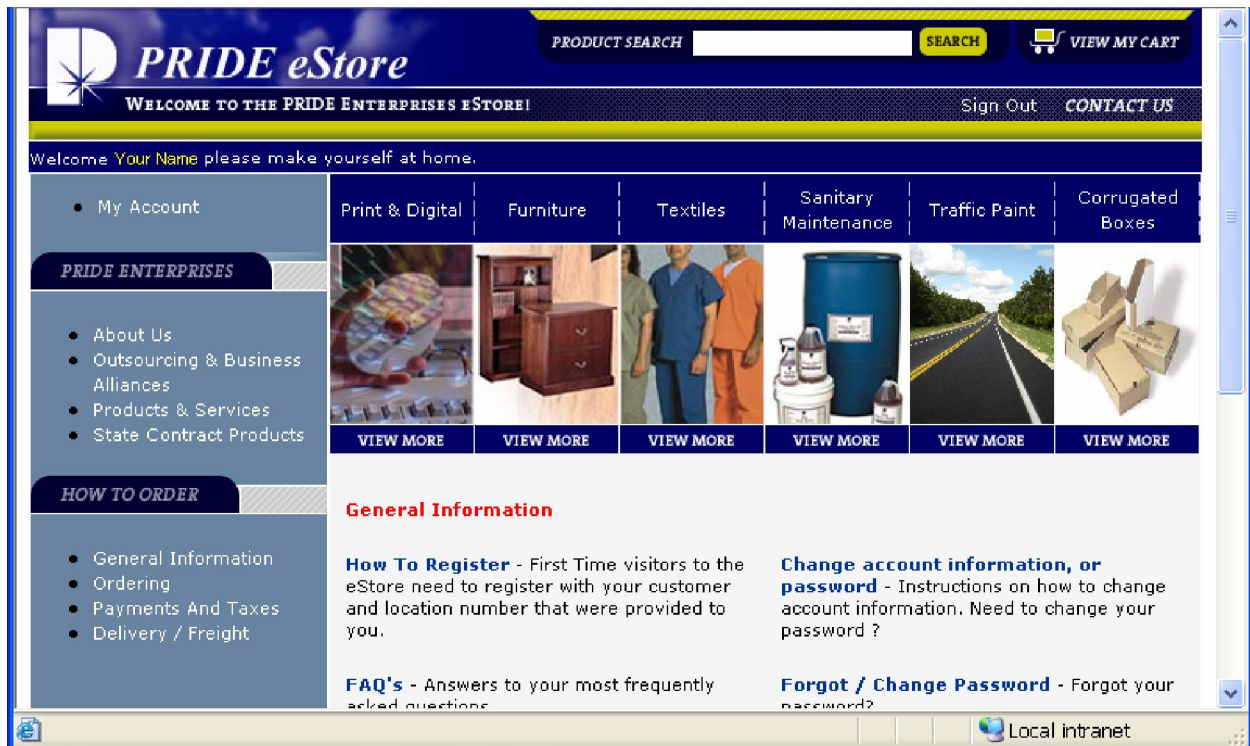 PRIDE eStore
PRODUCT SEARCH
SEARCH
VIEW MY CART
WELCOME TO THE PRIDE ENTERPRISES ESTORE!
Sign Out
CONTACT US
Welcome Your Name please make yourself at home.
My Account
PRIDE ENTERPRISES
About Us
Outsourcing & Business
Alliances
Products & Services
State Contract Products
HOW TO ORDER
General Information
Ordering
Payments And Taxes
Delivery / Freight
Print & Digital
Furniture
Textiles
Sanitary
Maintenance
Traffic Paint
Corrugated
Boxes
VIEW MORE
VIEW MORE
VIEW MORE
VIEW MORE
VIEW MORE
VIEW MORE
General Information
How To Register - First Time visitors to the
eStore need to register with your customer
and location number that were provided to
you.
Change account information, or
password - Instructions on how to change
account information. Need to change your
password ?
FAQ's - Answers to your most frequently
asked questions
Forgot / Change Password - Forgot your
password?
Local intranet